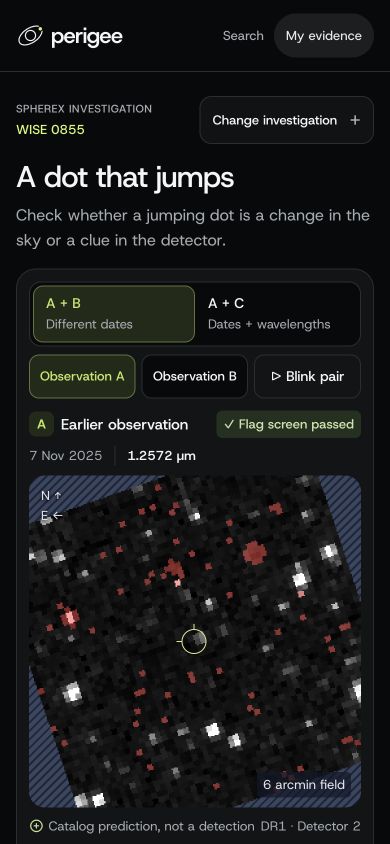 perigee
Search
My evidence
SPHEREX INVESTIGATION
WISE 0855
Change investigation +
A dot that jumps
Check whether a jumping dot is a change in the
sky or a clue in the detector.
A + B
Different dates
A + C
Dates + wavelengths
Observation A
Observation B
Blink pair
A Earlier observation
✓ Flag screen passed
7 Nov 2025
1.2572 µm
N ↑
E ←
6 arcmin field
Catalog prediction, not a detection
DR1 · Detector 2